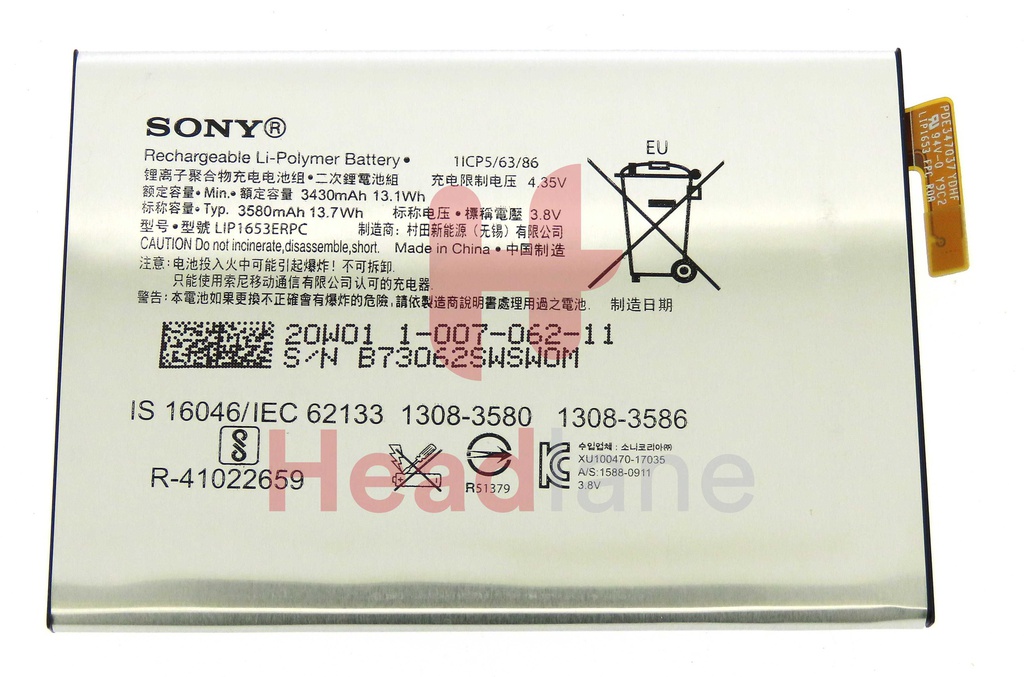 SONY®
Rechargeable Li-Polymer Battery• 1ICP5/63/86
锂离子聚合物充电电池组•二次鋰電池組 充电限制电压 4.35V
额定容量• Min.• 額定容量 3430mAh 13.1Wh
标称容量• Typ. 3580mAh 13.7Wh 标称电压•標稱電壓 3.8V
型号•型號 LIP1653ERPC 制造商: 村田新能源（无锡）有限公司
CAUTION Do not incinerate,disassemble,short. Made in China•中国制造
注意:电池投入火中可能引起爆炸! 不可拆卸.
只能使用索尼移动通信有限公司认可的充电器.
警告:本電池如果更換不正確會有爆炸的危險,請依製造商說明書處理用過之電池. 制造日期
EU
20W01 1-007-062-11
S/N B73062SWSW0M
IS 16046/IEC 62133 1308-3580 1308-3586
R-41022659
R51379
수입업체 : 소니코리아㈜
XU100470-17035
A/S:1588-0911
3.8V
PDE347037 YDHF
94V-0 Y9C2
LIP1653 FPC ROR
Headlane